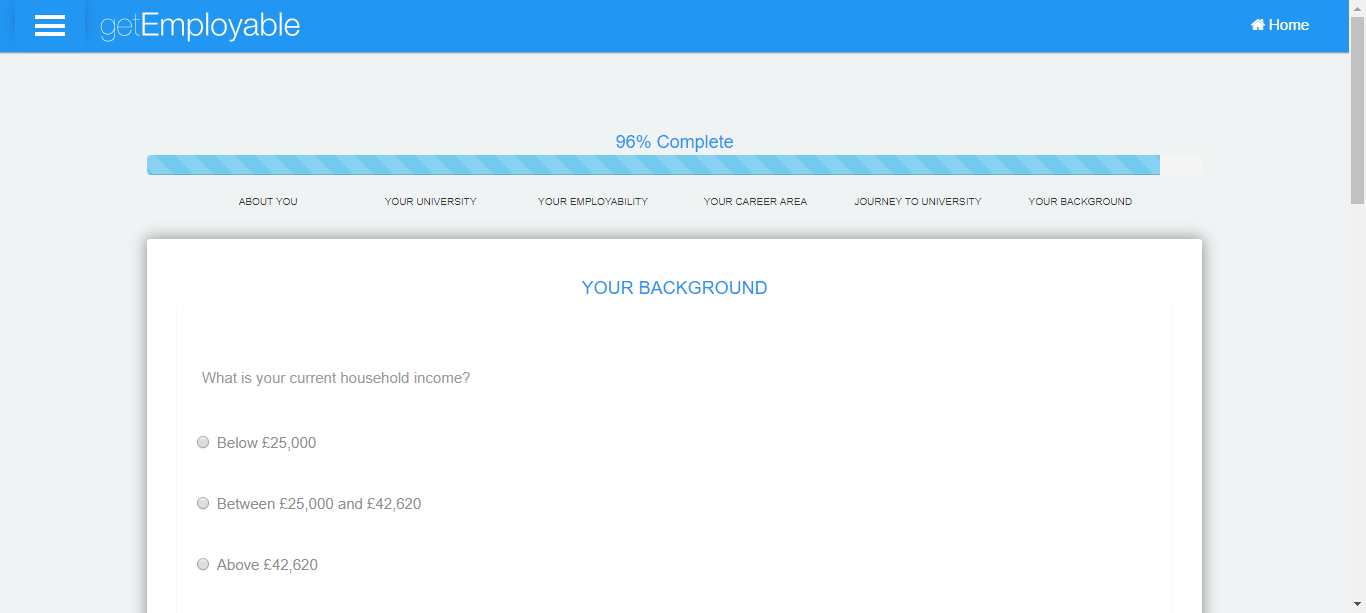 getEmployable
Home
96% Complete
ABOUT YOU YOUR UNIVERSITY YOUR EMPLOYABILITY YOUR CAREER AREA JOURNEY TO UNIVERSITY YOUR BACKGROUND
YOUR BACKGROUND
What is your current household income?
Below £25,000
Between £25,000 and £42,620
Above £42,620